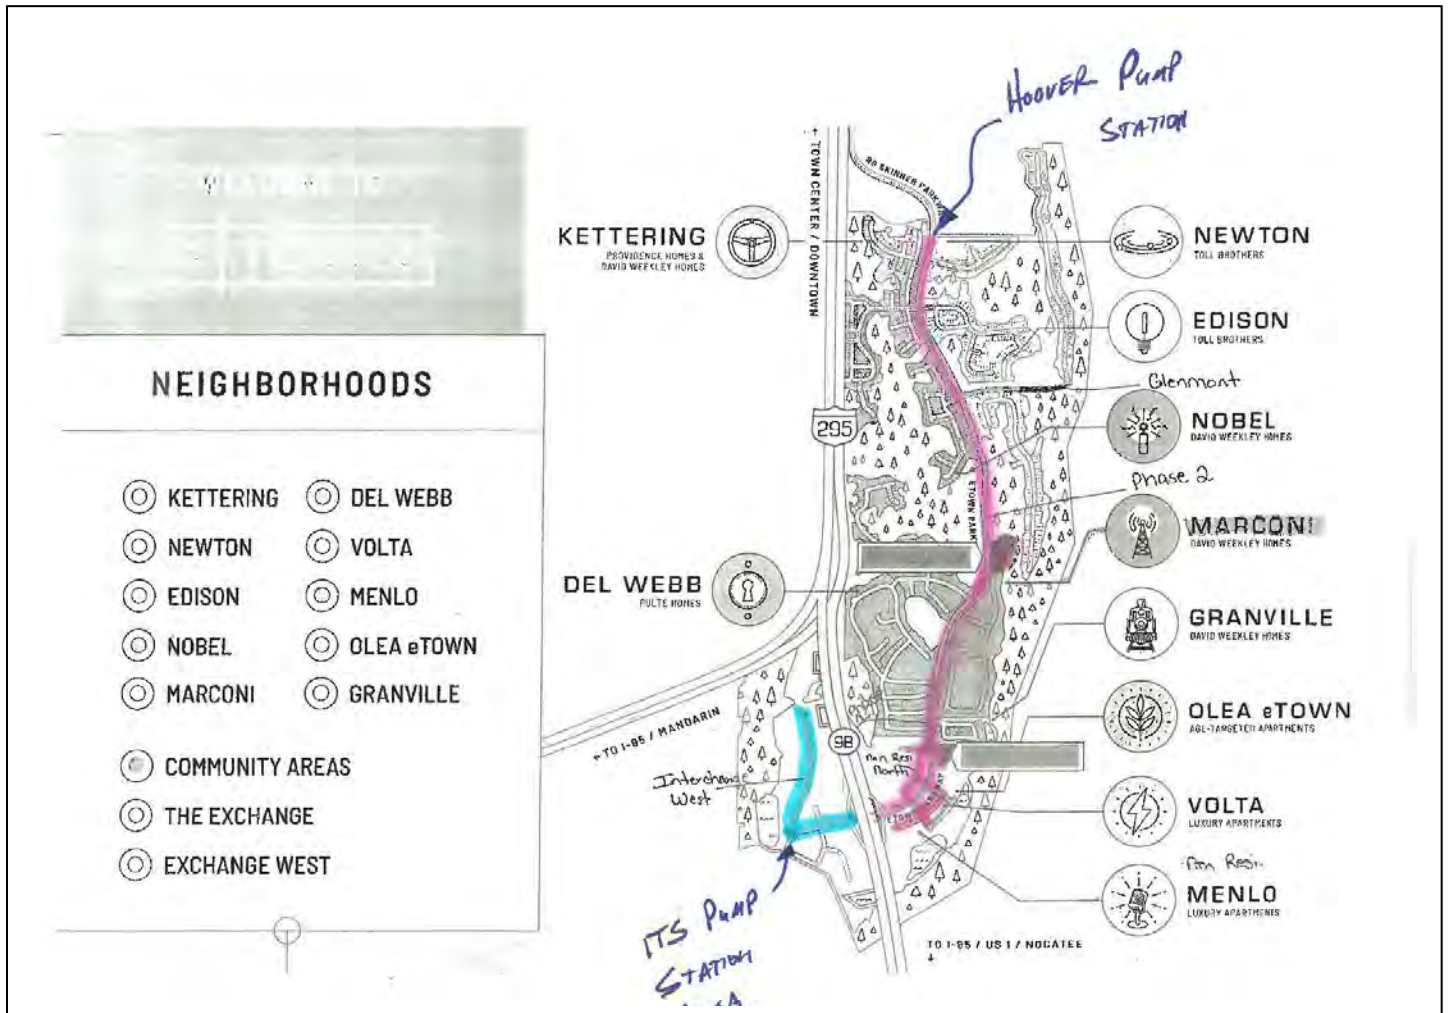 HOOVER PUMP
STATION
↑ TOWN CENTER / DOWNTOWN
KETTERING
PROVIDENCE HOMES &
DAVID WEEKLEY HOMES
NEWTON
TOLL BROTHERS
EDISON
TOLL BROTHERS
Glenmont
NOBEL
DAVID WEEKLEY HOMES
295
Phase 2
ETOWN PARK
MARCONI
DAVID WEEKLEY HOMES
DEL WEBB
PULTE HOMES
GRANVILLE
DAVID WEEKLEY HOMES
OLEA eTOWN
AGE-TARGETED APARTMENTS
← TO I-95 / MANDARIN
9B
Non Resi
North
West
VOLTA
LUXURY APARTMENTS
MENLO
LUXURY APARTMENTS
ITS PUMP
STATION
TO I-95 / US 1 / NOCATEE
↓
NEIGHBORHOODS
KETTERING
DEL WEBB
NEWTON
VOLTA
EDISON
MENLO
NOBEL
OLEA eTOWN
MARCONI
GRANVILLE
COMMUNITY AREAS
THE EXCHANGE
EXCHANGE WEST